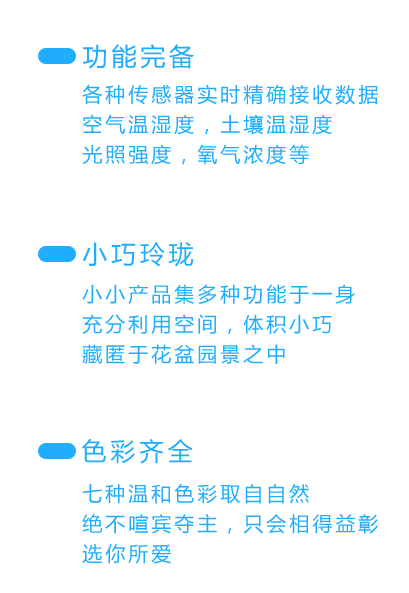 功能完备
各种传感器实时精确接收数据
空气温湿度，土壤温湿度
光照强度，氧气浓度等
小巧玲珑
小小产品集多种功能于一身
充分利用空间，体积小巧
藏匿于花盆园景之中
色彩齐全
七种温和色彩取自自然
绝不喧宾夺主，只会相得益彰
选你所爱